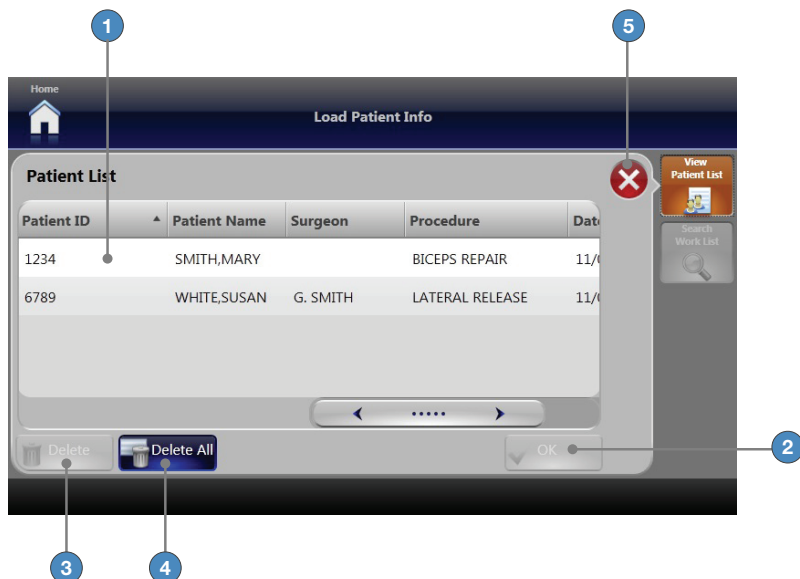 1
5
Home
Load Patient Info
Patient List
View
Patient List
Patient ID Patient Name Surgeon Procedure Date
Search
Work List
1234 SMITH,MARY BICEPS REPAIR 11/0
6789 WHITE,SUSAN G. SMITH LATERAL RELEASE 11/0
Delete Delete All OK
2
3 4